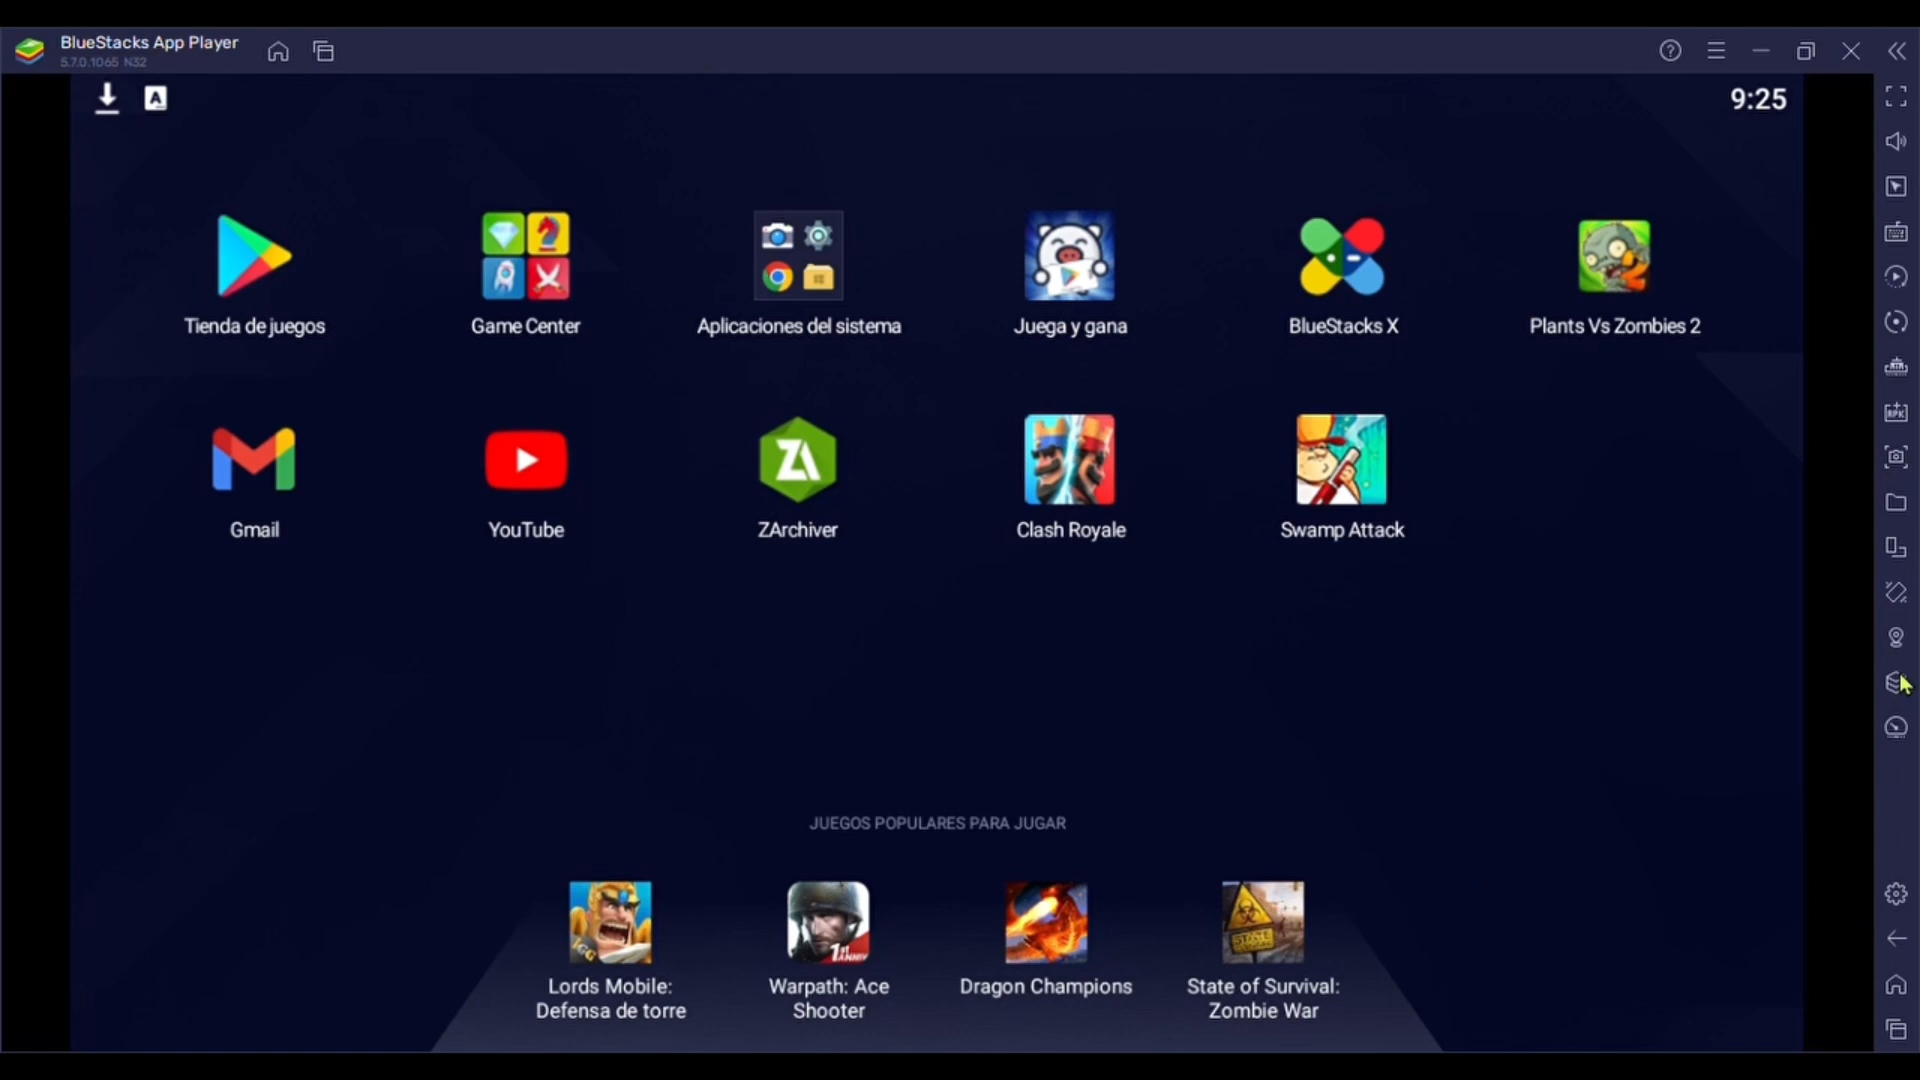 BlueStacks App Player
5.7.0.1065 N32
A
9:25
Tienda de juegos
Game Center
Aplicaciones del sistema
Juega y gana
BlueStacks X
Plants Vs Zombies 2
Gmail
YouTube
ZArchiver
Clash Royale
Swamp Attack
JUEGOS POPULARES PARA JUGAR
IGG
STATE
Lords Mobile:
Defensa de torre
Warpath: Ace
Shooter
Dragon Champions
State of Survival:
Zombie War